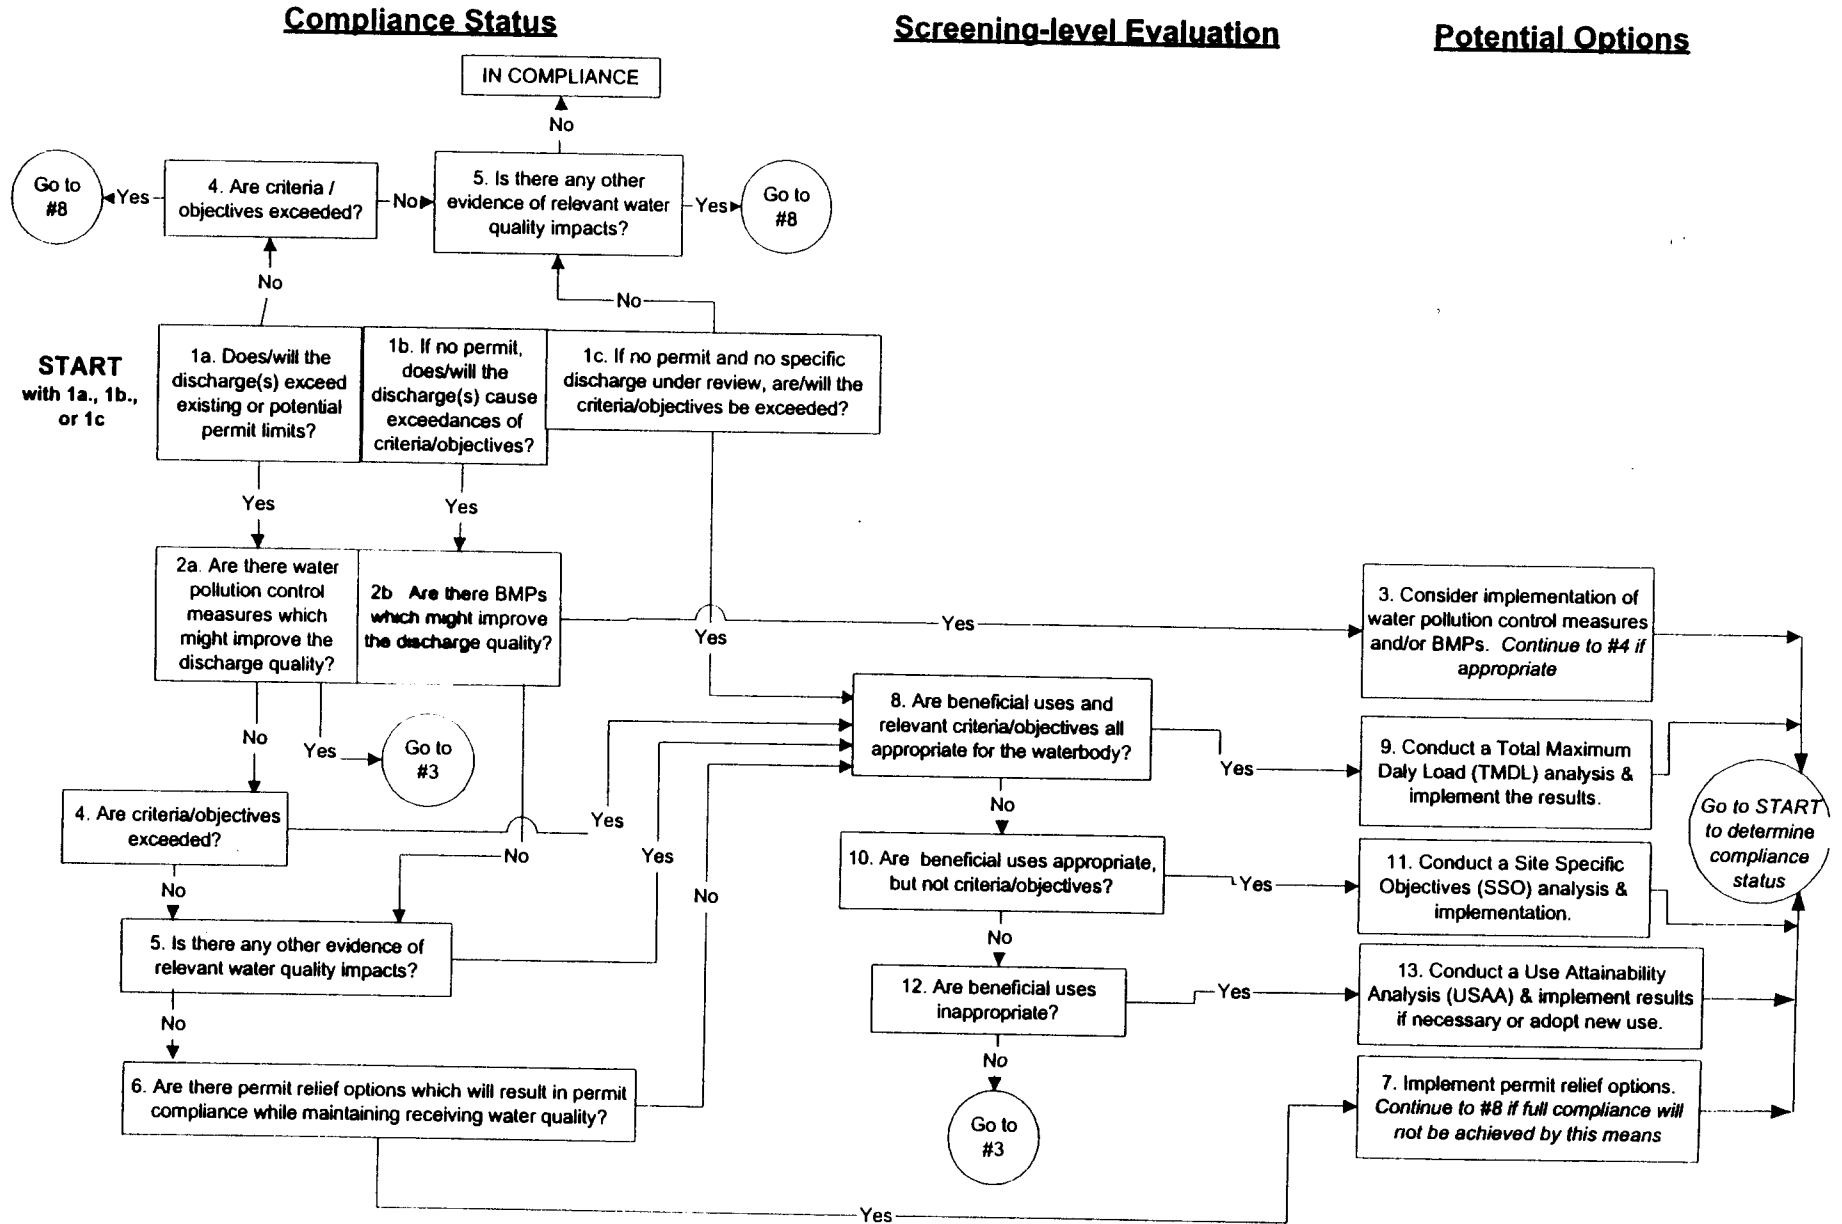 Compliance Status
Screening-level Evaluation
Potential Options
IN COMPLIANCE
No
Go to
#8
Yes
4. Are criteria /
objectives exceeded?
No
5. Is there any other
evidence of relevant water
quality impacts?
Yes
Go to
#8
No
No
START
with 1a., 1b.,
or 1c
1a. Does/will the
discharge(s) exceed
existing or potential
permit limits?
1b. If no permit,
does/will the
discharge(s) cause
exceedances of
criteria/objectives?
1c. If no permit and no specific
discharge under review, are/will the
criteria/objectives be exceeded?
Yes
Yes
2a. Are there water
pollution control
measures which
might improve the
discharge quality?
2b Are there BMPs
which might improve
the discharge quality?
Yes
Yes
3. Consider implementation of
water pollution control measures
and/or BMPs. Continue to #4 if
appropriate
No
Yes
Go to
#3
8. Are beneficial uses and
relevant criteria/objectives all
appropriate for the waterbody?
Yes
9. Conduct a Total Maximum
Daly Load (TMDL) analysis &
implement the results.
Go to START
to determine
compliance
status
4. Are criteria/objectives
exceeded?
Yes
No
Yes
No
No
10. Are beneficial uses appropriate,
but not criteria/objectives?
Yes
11. Conduct a Site Specific
Objectives (SSO) analysis &
implementation.
No
No
5. Is there any other evidence of
relevant water quality impacts?
No
12. Are beneficial uses
inappropriate?
Yes
13. Conduct a Use Attainability
Analysis (USAA) & implement results
if necessary or adopt new use.
No
No
Go to
#3
6. Are there permit relief options which will result in permit
compliance while maintaining receiving water quality?
7. Implement permit relief options.
Continue to #8 if full compliance will
not be achieved by this means
Yes